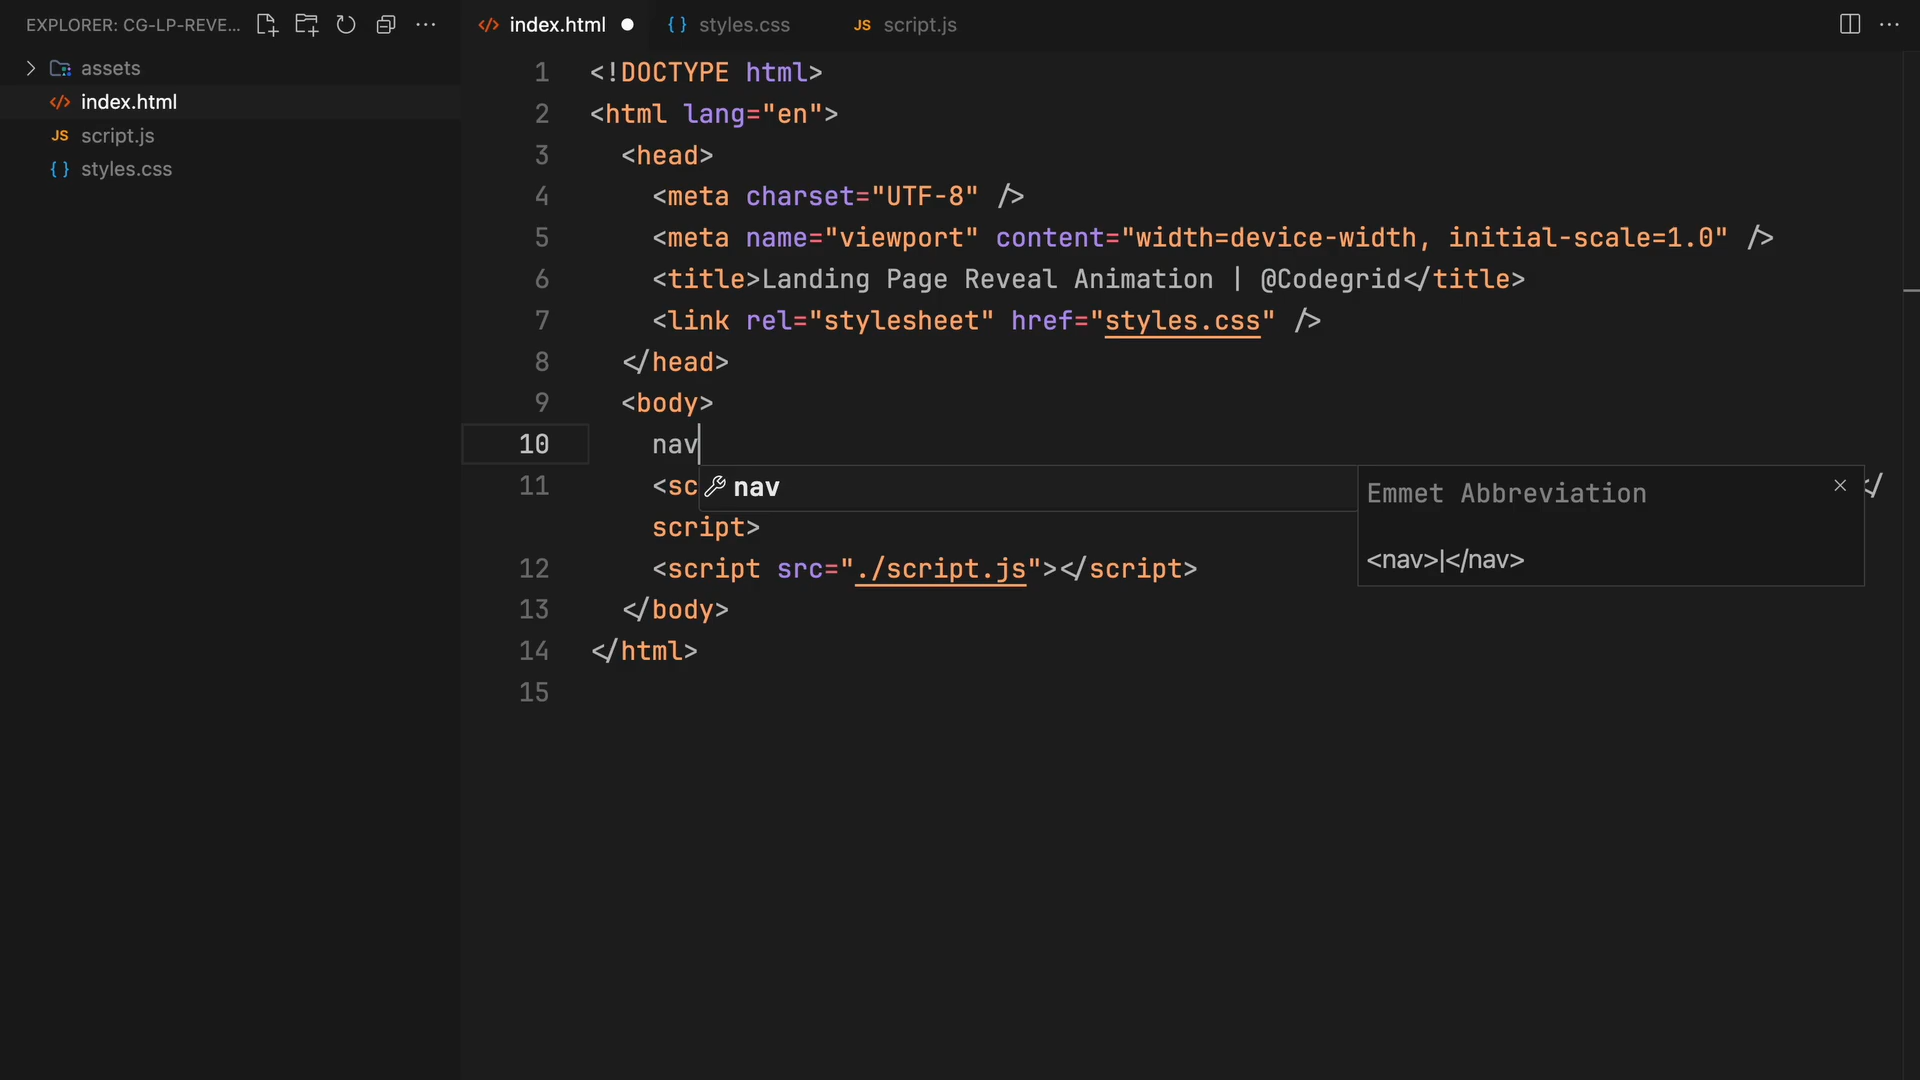 EXPLORER: CG-LP-REVE...
assets
index.html
JS script.js
{} styles.css
</> index.html
{} styles.css
JS script.js
1 <!DOCTYPE html>
2 <html lang="en">
3 <head>
4 <meta charset="UTF-8" />
5 <meta name="viewport" content="width=device-width, initial-scale=1.0" />
6 <title>Landing Page Reveal Animation | @Codegrid</title>
7 <link rel="stylesheet" href="styles.css" />
8 </head>
9 <body>
10 nav
11 <sc
nav
Emmet Abbreviation
<nav>|</nav>
</
script>
12 <script src="./script.js"></script>
13 </body>
14 </html>
15